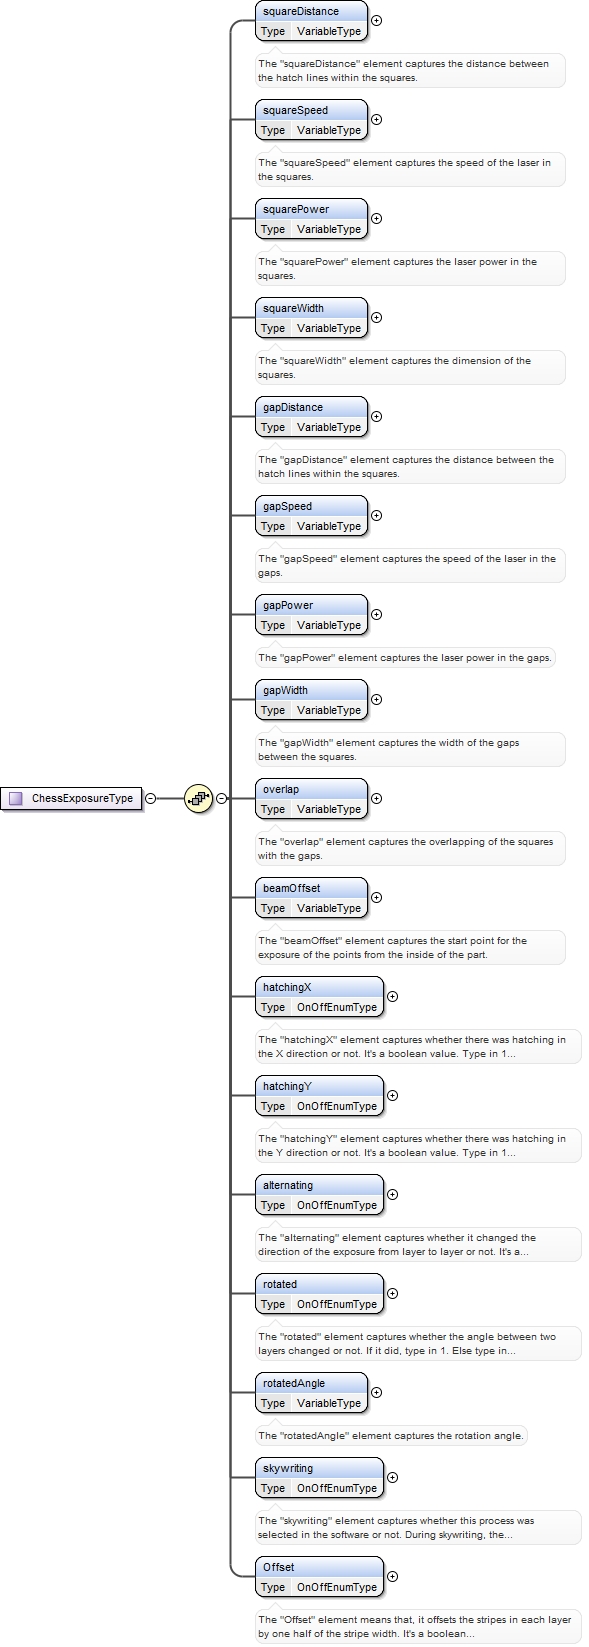 squareDistance
Type VariableType
The "squareDistance" element captures the distance between
the hatch lines within the squares.
squareSpeed
Type VariableType
The "squareSpeed" element captures the speed of the laser in
the squares.
squarePower
Type VariableType
The "squarePower" element captures the laser power in the
squares.
squareWidth
Type VariableType
The "squareWidth" element captures the dimension of the
squares.
gapDistance
Type VariableType
The "gapDistance" element captures the distance between the
hatch lines within the squares.
gapSpeed
Type VariableType
The "gapSpeed" element captures the speed of the laser in the
gaps.
gapPower
Type VariableType
The "gapPower" element captures the laser power in the gaps.
gapWidth
Type VariableType
The "gapWidth" element captures the width of the gaps
between the squares.
ChessExposureType
overlap
Type VariableType
The "overlap" element captures the overlapping of the squares
with the gaps.
beamOffset
Type VariableType
The "beamOffset" element captures the start point for the
exposure of the points from the inside of the part.
hatchingX
Type OnOffEnumType
The "hatchingX" element captures whether there was hatching in
the X direction or not. It's a boolean value. Type in 1...
hatchingY
Type OnOffEnumType
The "hatchingY" element captures whether there was hatching in
the Y direction or not. It's a boolean value. Type in 1...
alternating
Type OnOffEnumType
The "alternating" element captures whether it changed the
direction of the exposure from layer to layer or not. It's a...
rotated
Type OnOffEnumType
The "rotated" element captures whether the angle between two
layers changed or not. If it did, type in 1. Else type in...
rotatedAngle
Type VariableType
The "rotatedAngle" element captures the rotation angle.
skywriting
Type OnOffEnumType
The "skywriting" element captures whether this process was
selected in the software or not. During skywriting, the...
Offset
Type OnOffEnumType
The "Offset" element means that, it offsets the stripes in each layer
by one half of the stripe width. It's a boolean...